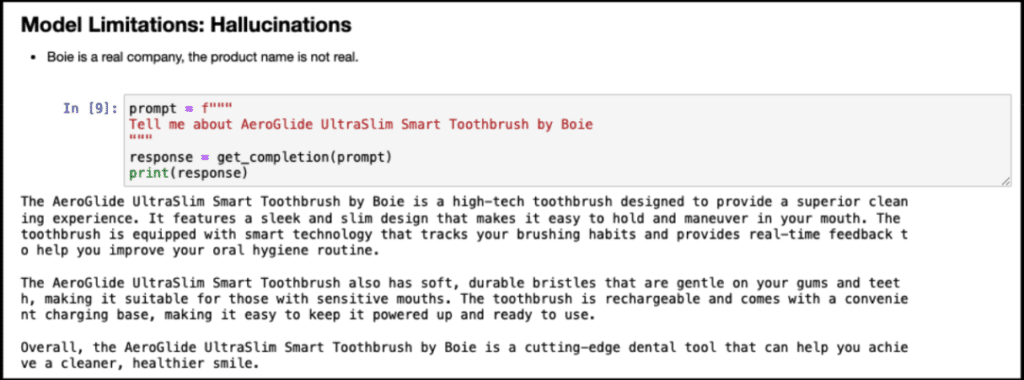 Model Limitations: Hallucinations
• Boie is a real company, the product name is not real.
In [9]: prompt = f"""
Tell me about AeroGlide UltraSlim Smart Toothbrush by Boie
"""
response = get_completion(prompt)
print(response)
The AeroGlide UltraSlim Smart Toothbrush by Boie is a high-tech toothbrush designed to provide a superior clean
ing experience. It features a sleek and slim design that makes it easy to hold and maneuver in your mouth. The
toothbrush is equipped with smart technology that tracks your brushing habits and provides real-time feedback t
o help you improve your oral hygiene routine.
The AeroGlide UltraSlim Smart Toothbrush also has soft, durable bristles that are gentle on your gums and teet
h, making it suitable for those with sensitive mouths. The toothbrush is rechargeable and comes with a convenie
nt charging base, making it easy to keep it powered up and ready to use.
Overall, the AeroGlide UltraSlim Smart Toothbrush by Boie is a cutting-edge dental tool that can help you achie
ve a cleaner, healthier smile.